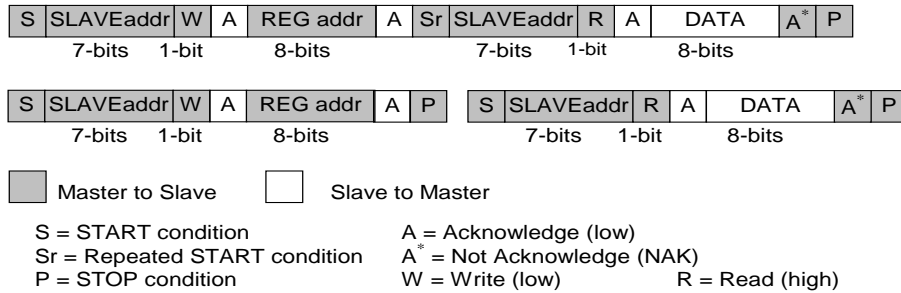 S SLAVEaddr W A REG addr A Sr SLAVEaddr R A DATA A* P
7-bits 1-bit 8-bits 7-bits 1-bit 8-bits
S SLAVEaddr W A REG addr A P S SLAVEaddr R A DATA A* P
7-bits 1-bit 8-bits 7-bits 1-bit 8-bits
Master to Slave Slave to Master
S = START condition A = Acknowledge (low)
Sr = Repeated START condition A* = Not Acknowledge (NAK)
P = STOP condition W = Write (low) R = Read (high)